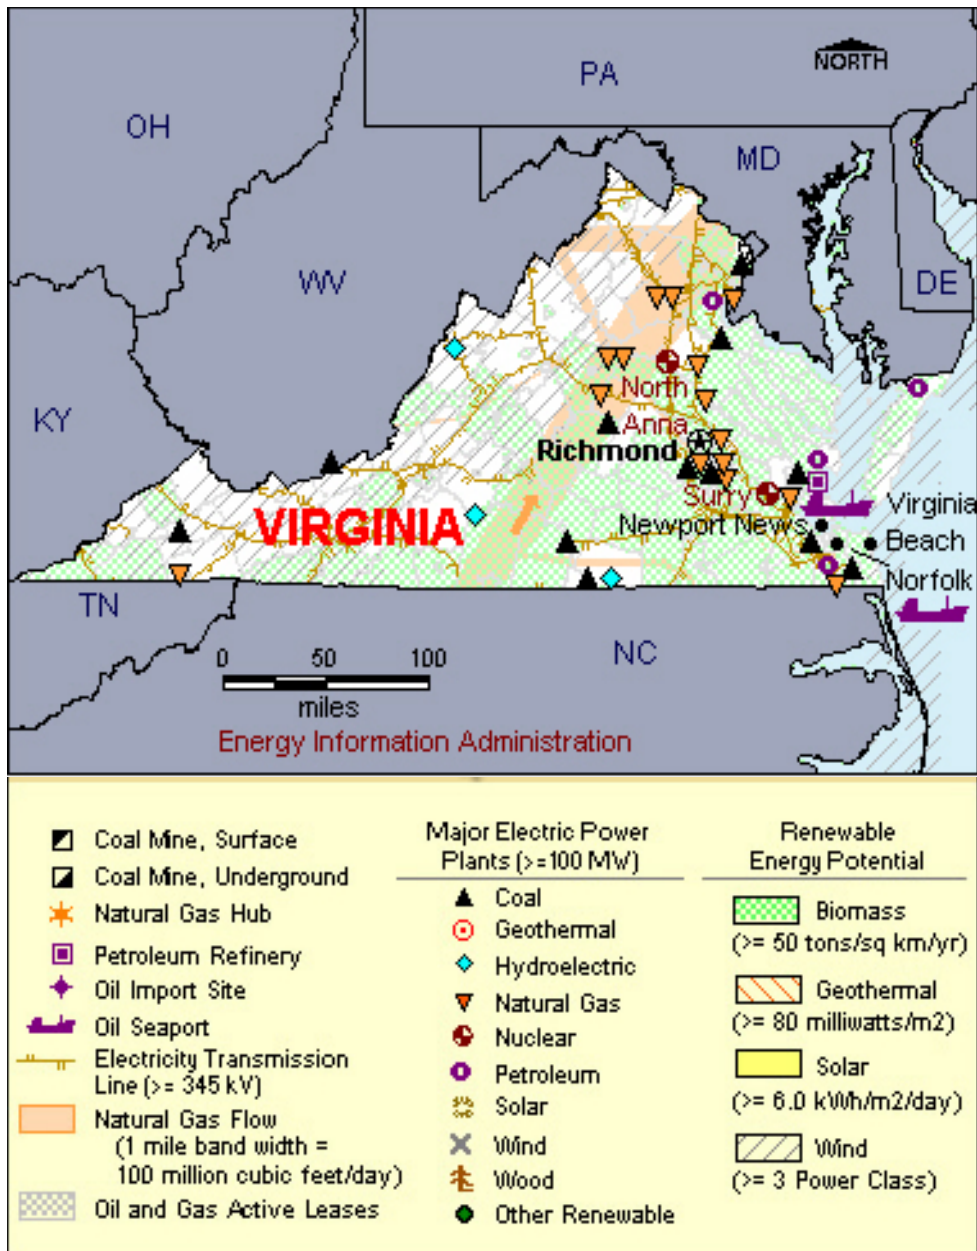 PA
NORTH
OH
MD
WV
DE
KY
North
Anna
Richmond
Surry
Virginia
VIRGINIA
Newport News
Beach
Norfolk
TN
NC
0 50 100
miles
Energy Information Administration
Coal Mine, Surface
Coal Mine, Underground
Natural Gas Hub
Petroleum Refinery
Oil Import Site
Oil Seaport
Electricity Transmission
Line (>= 345 kV)
Natural Gas Flow
(1 mile band width =
100 million cubic feet/day)
Oil and Gas Active Leases
Major Electric Power
Plants (>=100 MW)
Coal
Geothermal
Hydroelectric
Natural Gas
Nuclear
Petroleum
Solar
Wind
Wood
Other Renewable
Renewable
Energy Potential
Biomass
(>= 50 tons/sq km/yr)
Geothermal
(>= 80 milliwatts/m2)
Solar
(>= 6.0 kWh/m2/day)
Wind
(>= 3 Power Class)